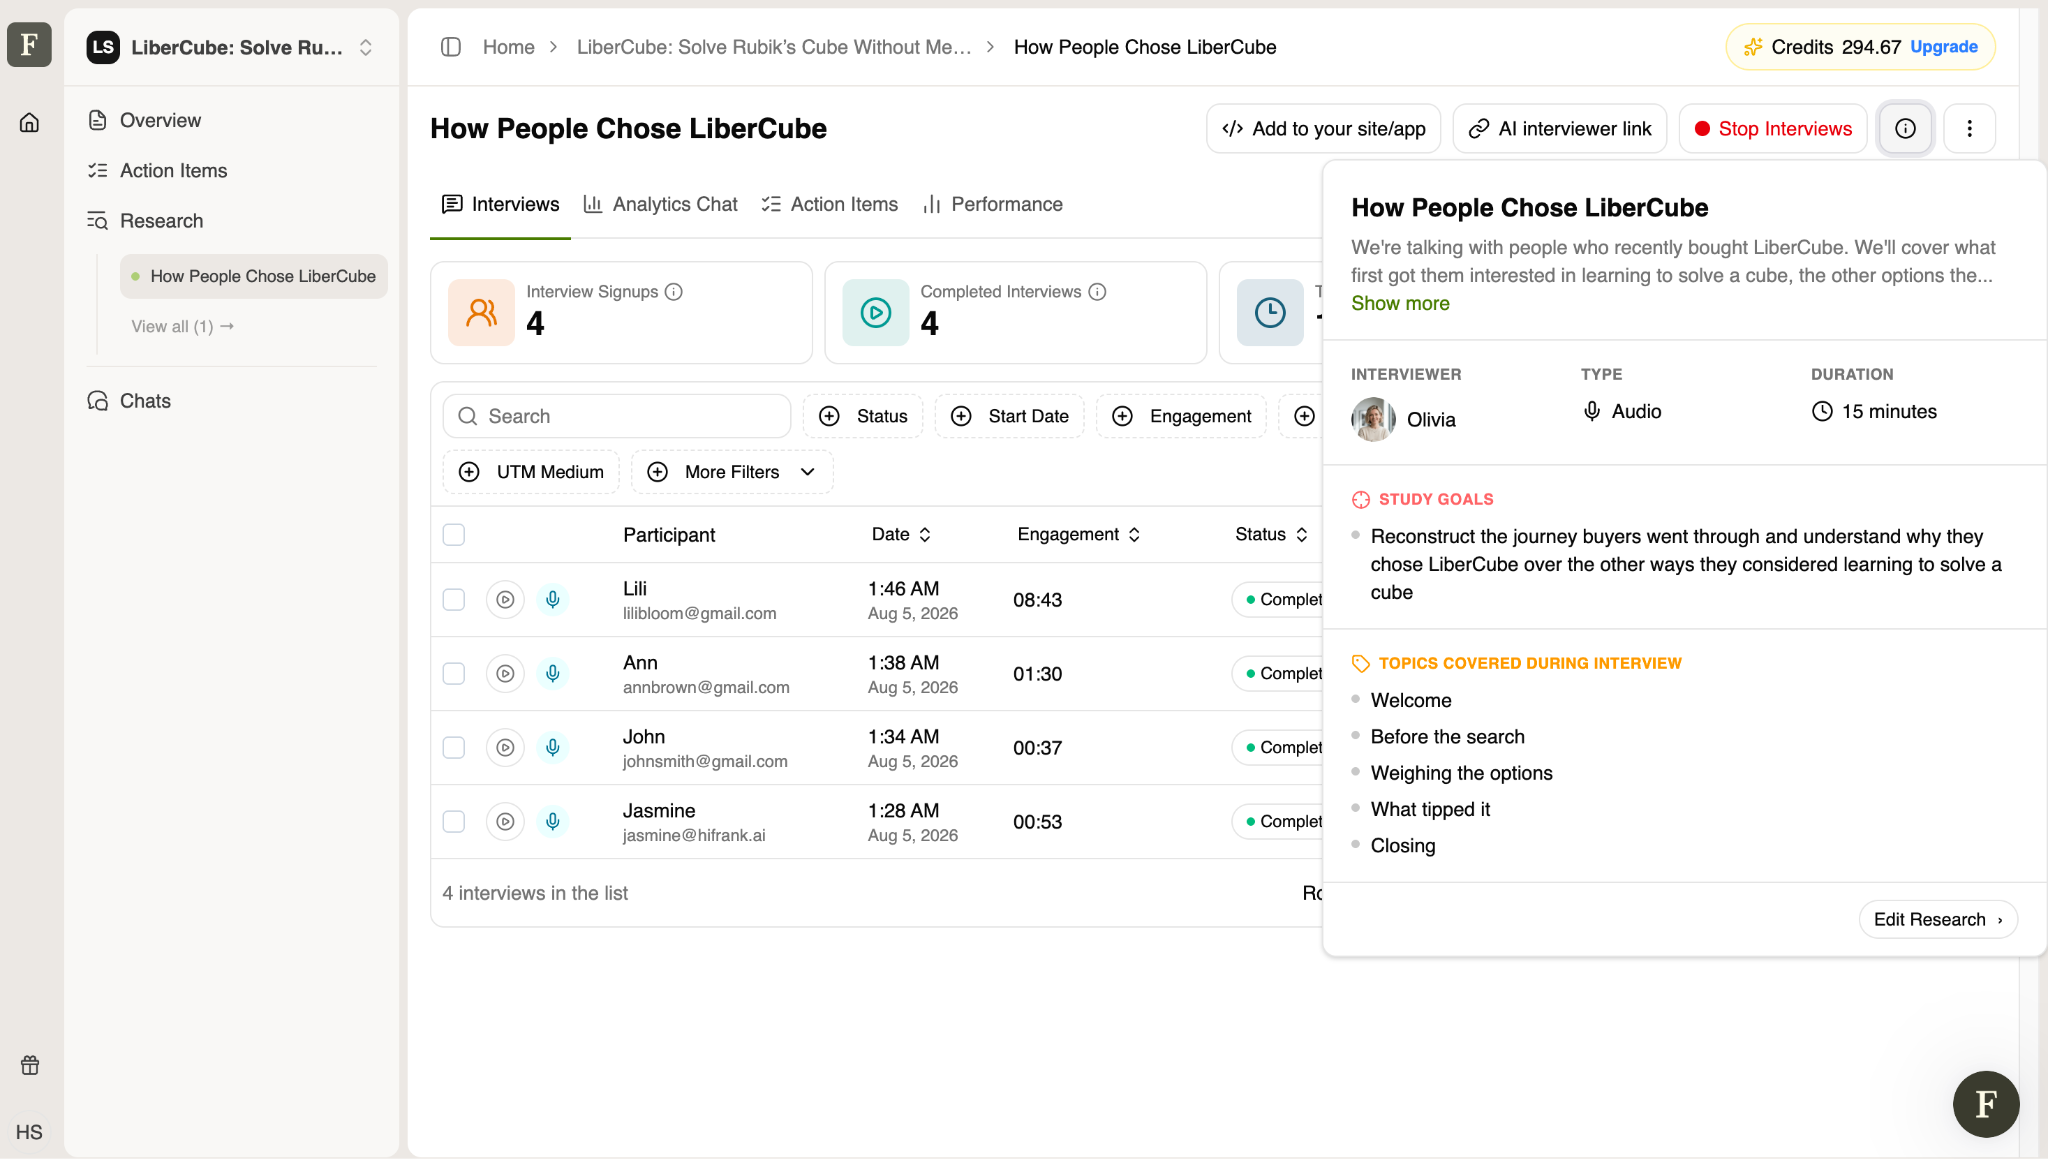 F
LS LiberCube: Solve Ru...
Home
LiberCube: Solve Rubik's Cube Without Me...
How People Chose LiberCube
Credits 294.67 Upgrade
Overview
Action Items
Research
How People Chose LiberCube
View all (1) →
Chats
HS
How People Chose LiberCube
</> Add to your site/app
AI interviewer link
Stop Interviews
Interviews
Analytics Chat
Action Items
Performance
Interview Signups
4
Completed Interviews
4
Search
Status
Start Date
Engagement
UTM Medium
More Filters
Participant Date Engagement Status
Lili 1:46 AM
lilibloom@gmail.com Aug 5, 2026
08:43 Complet
Ann 1:38 AM
annbrown@gmail.com Aug 5, 2026
01:30 Complet
John 1:34 AM
johnsmith@gmail.com Aug 5, 2026
00:37 Complet
Jasmine 1:28 AM
jasmine@hifrank.ai Aug 5, 2026
00:53 Complet
4 interviews in the list
Ro
How People Chose LiberCube
We're talking with people who recently bought LiberCube. We'll cover what
first got them interested in learning to solve a cube, the other options the...
Show more
INTERVIEWER TYPE DURATION
Olivia Audio 15 minutes
STUDY GOALS
Reconstruct the journey buyers went through and understand why they
chose LiberCube over the other ways they considered learning to solve a
cube
TOPICS COVERED DURING INTERVIEW
Welcome
Before the search
Weighing the options
What tipped it
Closing
Edit Research ›
F